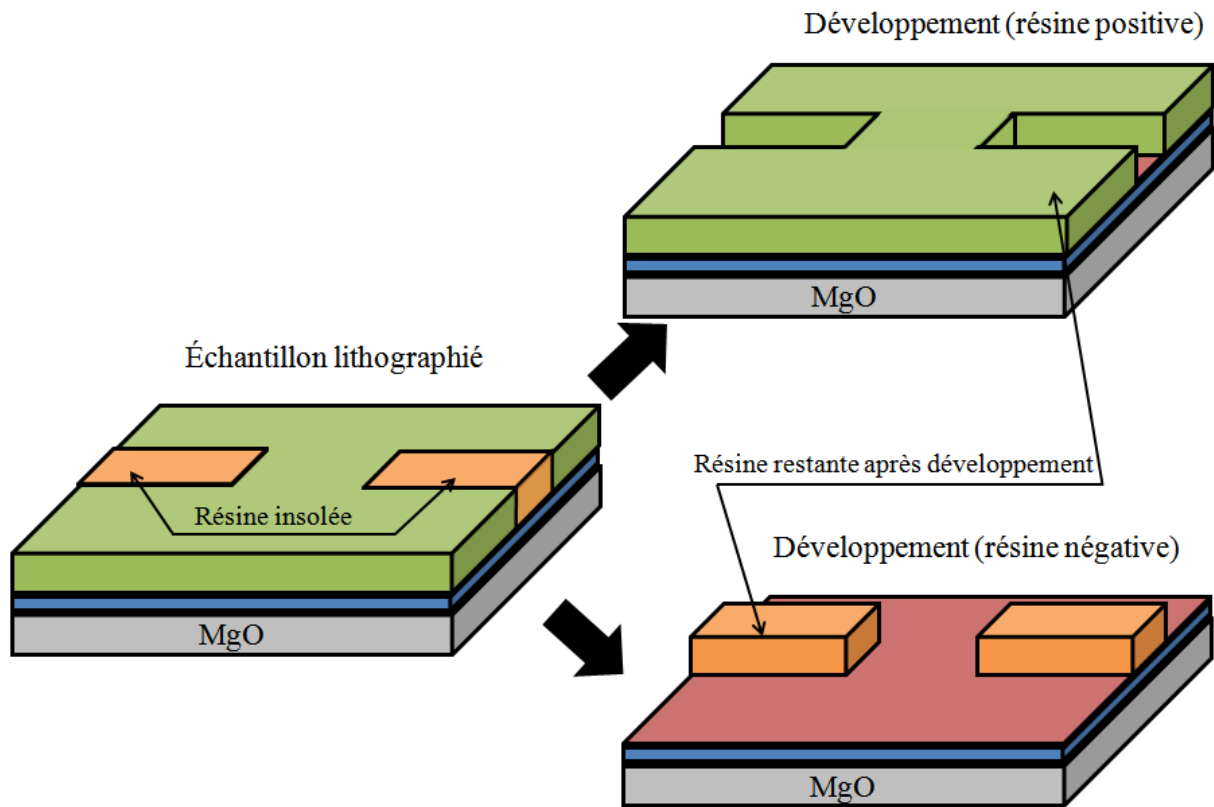 Développement (résine positive)
MgO
Échantillon lithographié
Résine restante après développement
Résine insolée
Développement (résine négative)
MgO
MgO